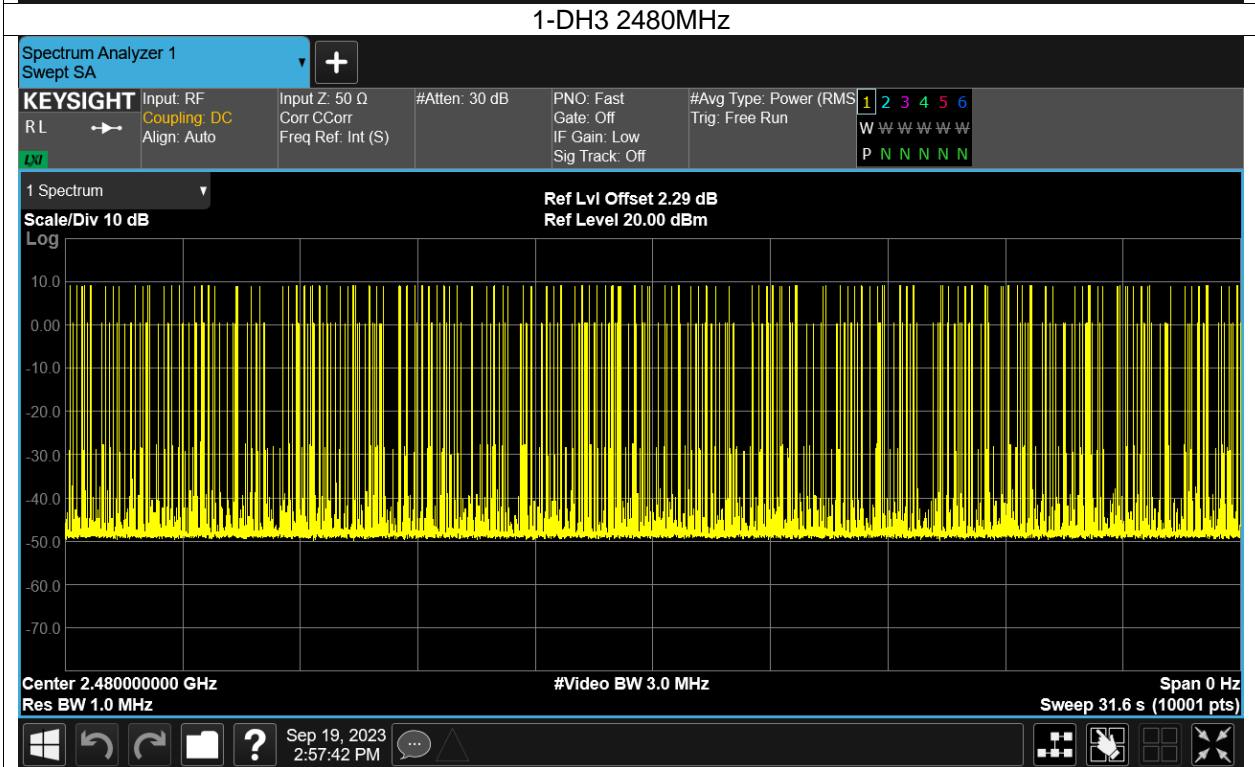 1-DH3 2480MHz
Spectrum Analyzer 1
Swept SA
KEYSIGHT
RL
LXI
Input: RF
Coupling: DC
Align: Auto
Input Z: 50 Ω
Corr CCorr
Freq Ref: Int (S)
#Atten: 30 dB
PNO: Fast
Gate: Off
IF Gain: Low
Sig Track: Off
#Avg Type: Power (RMS
Trig: Free Run
1 2 3 4 5 6
W W W W W W
P N N N N N
1 Spectrum
Scale/Div 10 dB
Ref Lvl Offset 2.29 dB
Ref Level 20.00 dBm
Log
10.0
0.00
-10.0
-20.0
-30.0
-40.0
-50.0
-60.0
-70.0
Center 2.480000000 GHz
#Video BW 3.0 MHz
Span 0 Hz
Res BW 1.0 MHz
Sweep 31.6 s (10001 pts)
?
Sep 19, 2023
2:57:42 PM